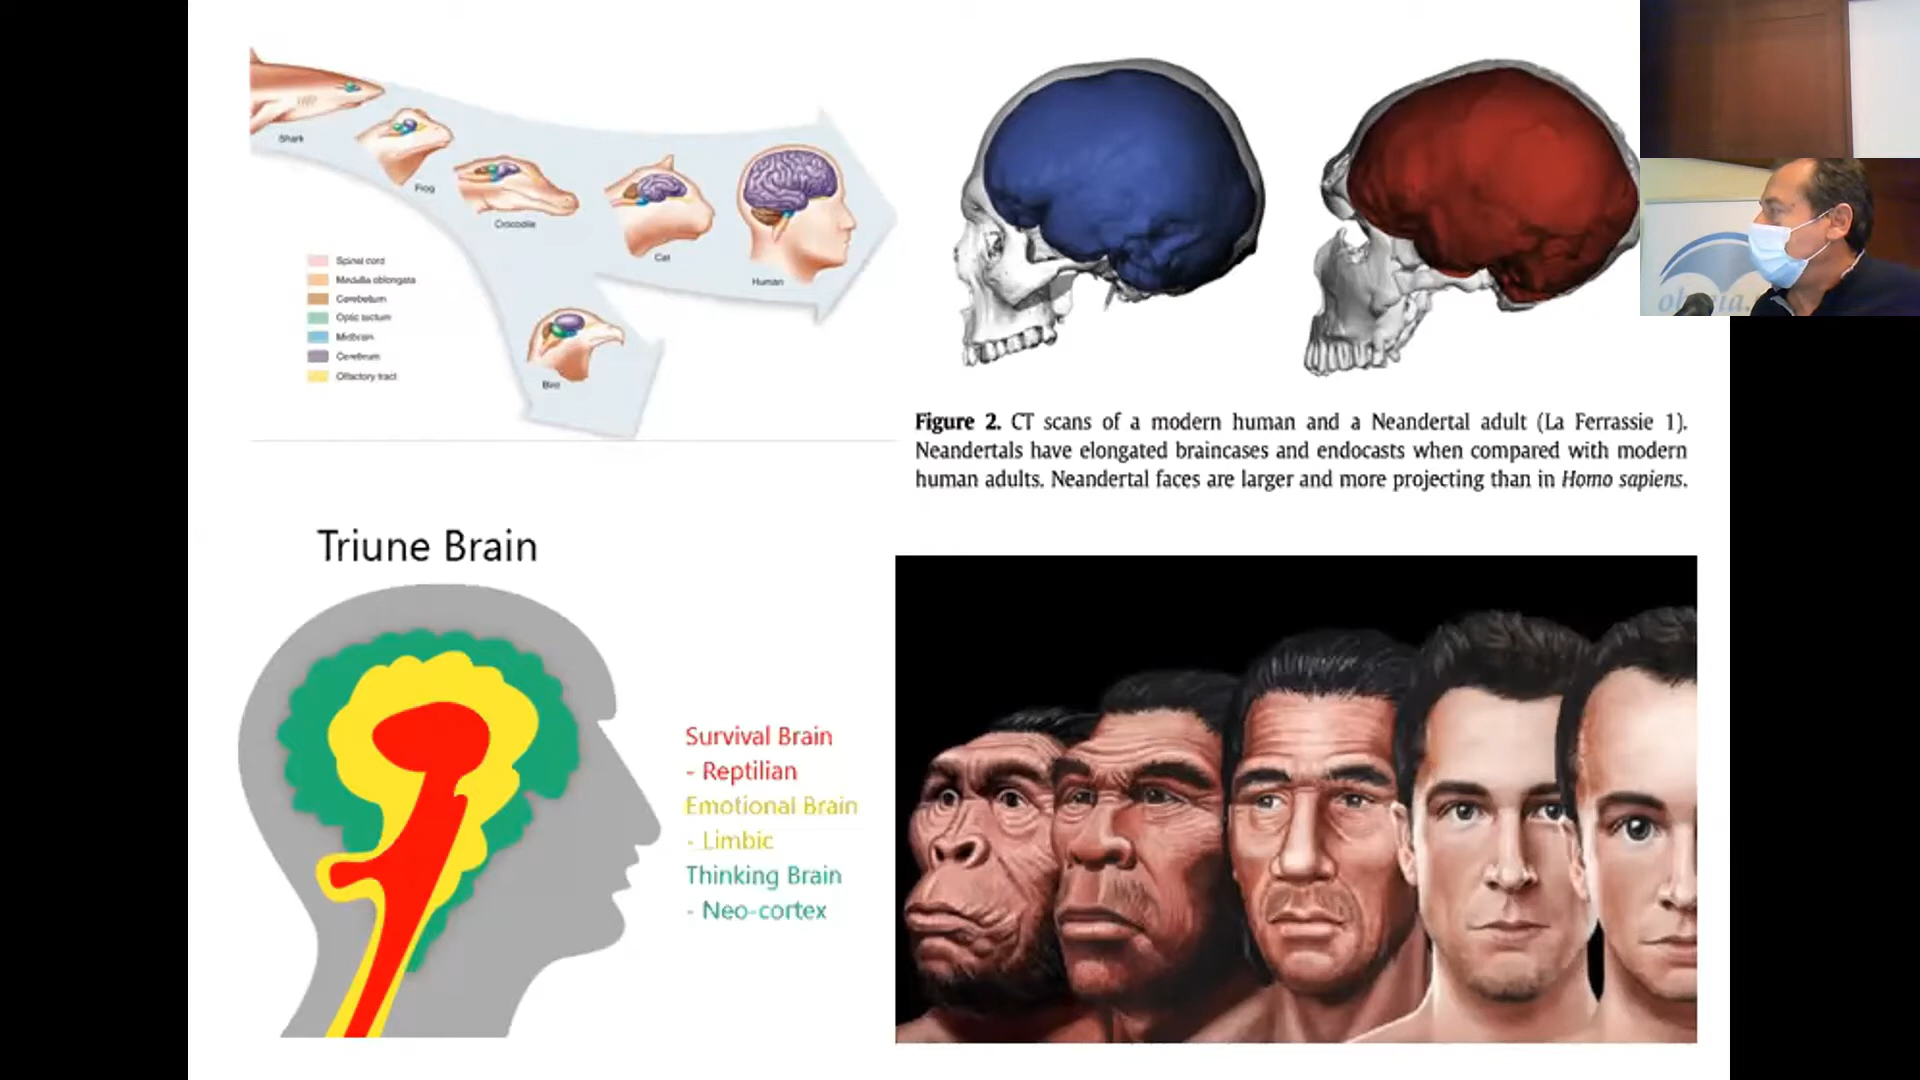 Shark
Frog
Crocodile
Cat
Human
Bird
Spinal cord
Medulla oblongata
Cerebellum
Optic tectum
Midbrain
Cerebrum
Olfactory tract
Figure 2. CT scans of a modern human and a Neandertal adult (La Ferrassie 1).
Neandertals have elongated braincases and endocasts when compared with modern
human adults. Neandertal faces are larger and more projecting than in Homo sapiens.
Triune Brain
Survival Brain
- Reptilian
Emotional Brain
- Limbic
Thinking Brain
- Neo-cortex